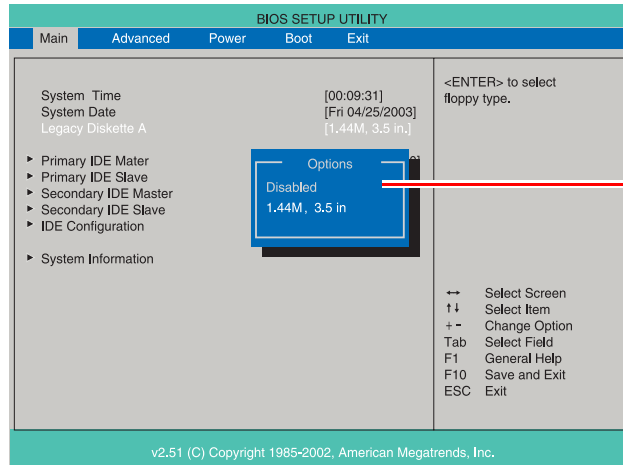 BIOS SETUP UTILITY
Main Advanced Power Boot Exit
System Time [00:09:31]
System Date [Fri 04/25/2003]
Legacy Diskette A [1.44M, 3.5 in.]
Primary IDE Mater
Primary IDE Slave
Secondary IDE Master
Secondary IDE Slave
IDE Configuration
System Information
Options
Disabled
1.44M, 3.5 in
<ENTER> to select
floppy type.
↔ Select Screen
↑↓ Select Item
+- Change Option
Tab Select Field
F1 General Help
F10 Save and Exit
ESC Exit
v2.51 (C) Copyright 1985-2002, American Megatrends, Inc.